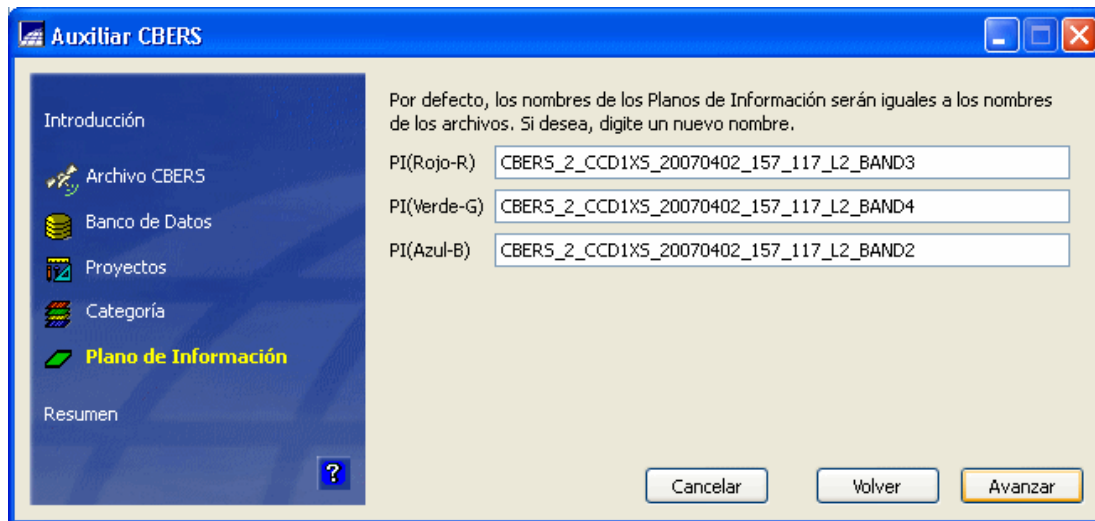 Auxiliar CBERS
Introducción
Archivo CBERS
Banco de Datos
Proyectos
Categoría
Plano de Información
Resumen
?
Por defecto, los nombres de los Planos de Información serán iguales a los nombres
de los archivos. Si desea, digite un nuevo nombre.
PI(Rojo-R) CBERS_2_CCD1XS_20070402_157_117_L2_BAND3
PI(Verde-G) CBERS_2_CCD1XS_20070402_157_117_L2_BAND4
PI(Azul-B) CBERS_2_CCD1XS_20070402_157_117_L2_BAND2
Cancelar Volver Avanzar